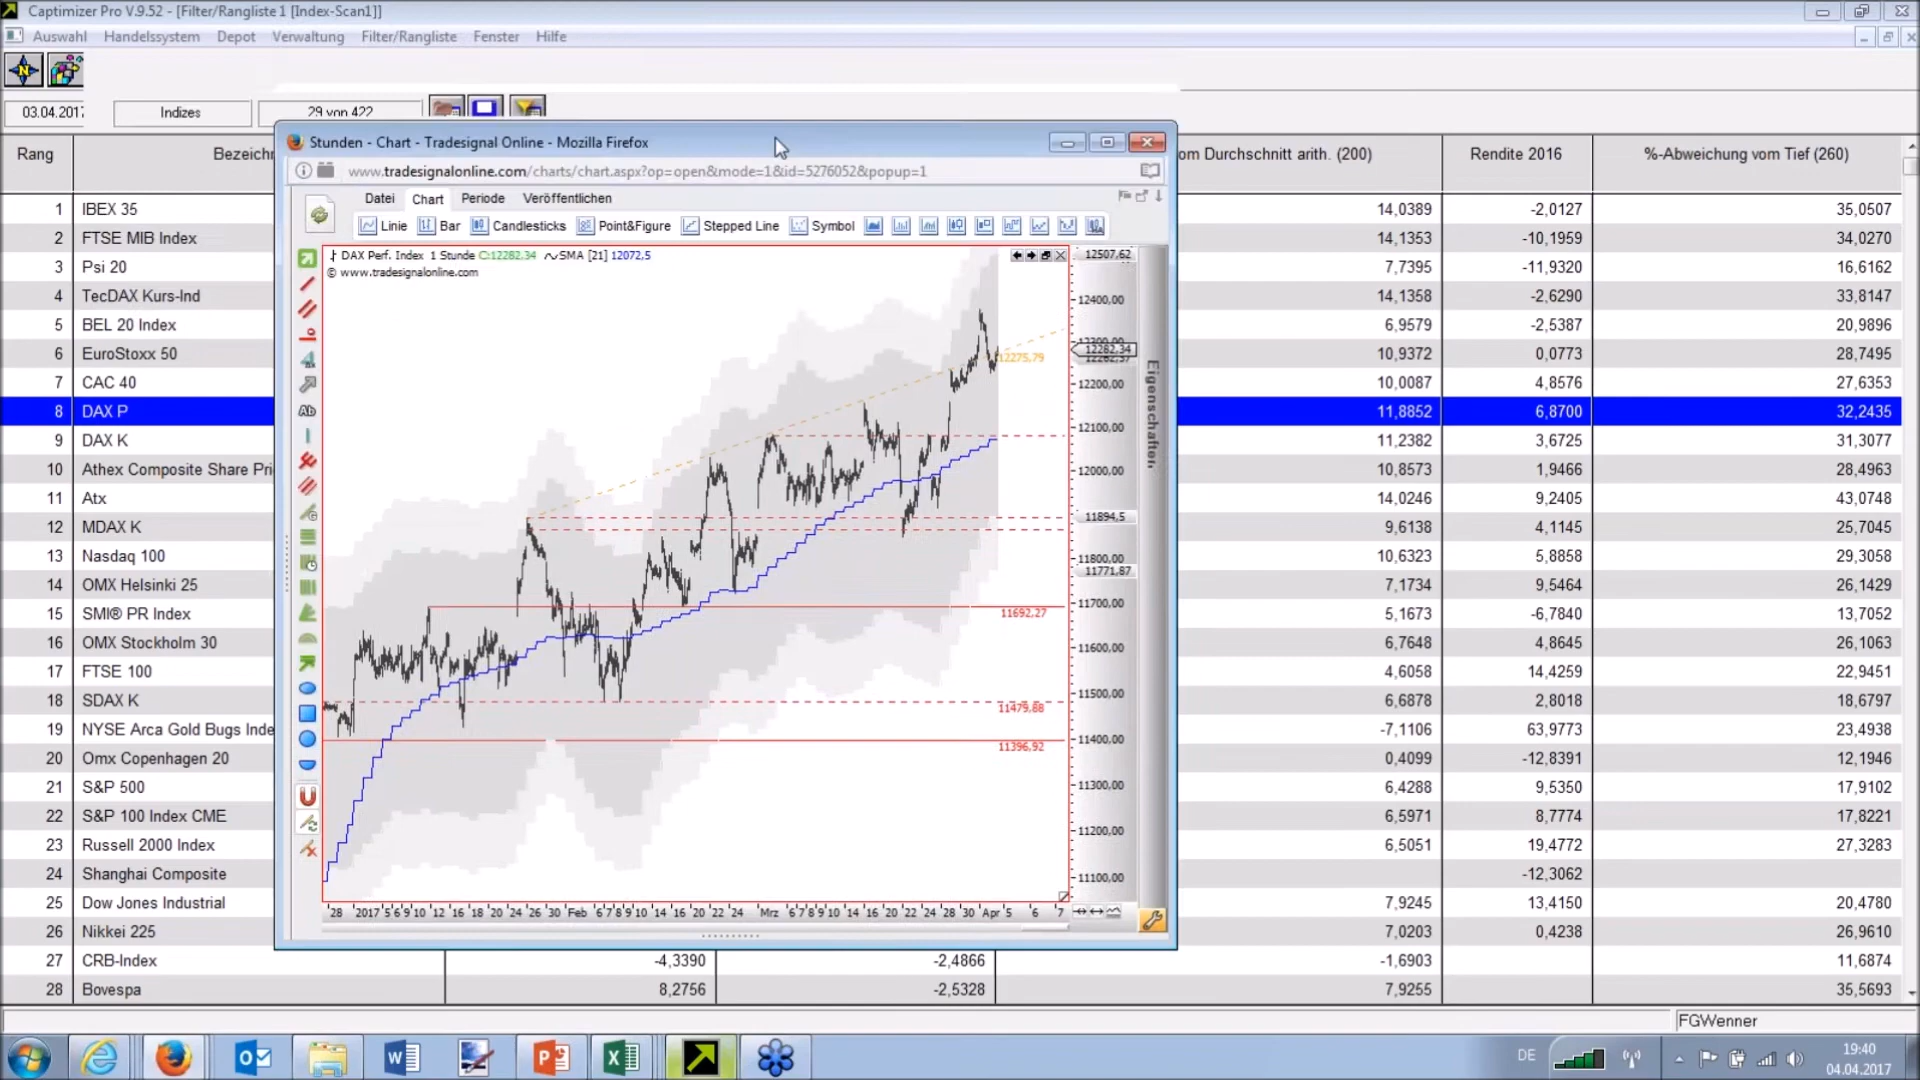 Captimizer Pro V.9.52 - [Filter/Rangliste 1 [Index-Scan1]]
Auswahl Handelssystem Depot Verwaltung Filter/Rangliste Fenster Hilfe
03.04.2017 Indizes 29 von 422
Rang Bezeichn om Durchschnitt arith. (200) Rendite 2016 %-Abweichung vom Tief (260)
Stunden - Chart - Tradesignal Online - Mozilla Firefox
www.tradesignalonline.com/charts/chart.aspx?op=open&mode=1&id=5276052&popup=1
Datei Chart Periode Veröffentlichen
Linie Bar Candlesticks Point&Figure Stepped Line Symbol
DAX Perf. Index 1 Stunde C:12282,34 SMA [21] 12072,5
© www.tradesignalonline.com
12507,62
12400,00
12300,00
12282,34
12275,79
12200,00
12100,00
12000,00
11894,5
11800,00
11771,87
11700,00
11692,27
11600,00
11500,00
11479,88
11400,00
11396,92
11300,00
11200,00
11100,00
Eigenschaften
Ab
28 2017 5 6 9 10 12 16 18 20 24 26 30 Feb 6 7 8 9 10 14 16 20 22 24 Mrz 6 7 8 9 10 14 16 20 22 24 28 30 Apr 5 6 7
1 IBEX 35 14,0389 -2,0127 35,0507
2 FTSE MIB Index 14,1353 -10,1959 34,0270
3 Psi 20 7,7395 -11,9320 16,6162
4 TecDAX Kurs-Ind 14,1358 -2,6290 33,8147
5 BEL 20 Index 6,9579 -2,5387 20,9896
6 EuroStoxx 50 10,9372 0,0773 28,7495
7 CAC 40 10,0087 4,8576 27,6353
8 DAX P 11,8852 6,8700 32,2435
9 DAX K 11,2382 3,6725 31,3077
10 Athex Composite Share Pri 10,8573 1,9466 28,4963
11 Atx 14,0246 9,2405 43,0748
12 MDAX K 9,6138 4,1145 25,7045
13 Nasdaq 100 10,6323 5,8858 29,3058
14 OMX Helsinki 25 7,1734 9,5464 26,1429
15 SMI® PR Index 5,1673 -6,7840 13,7052
16 OMX Stockholm 30 6,7648 4,8645 26,1063
17 FTSE 100 4,6058 14,4259 22,9451
18 SDAX K 6,6878 2,8018 18,6797
19 NYSE Arca Gold Bugs Inde -7,1106 63,9773 23,4938
20 Omx Copenhagen 20 0,4099 -12,8391 12,1946
21 S&P 500 6,4288 9,5350 17,9102
22 S&P 100 Index CME 6,5971 8,7774 17,8221
23 Russell 2000 Index 6,5051 19,4772 27,3283
24 Shanghai Composite -12,3062
25 Dow Jones Industrial 7,9245 13,4150 20,4780
26 Nikkei 225 7,0203 0,4238 26,9610
27 CRB-Index -4,3390 -2,4866 -1,6903 11,6874
28 Bovespa 8,2756 -2,5328 7,9255 35,5693
FGWenner
DE
19:40
04.04.2017